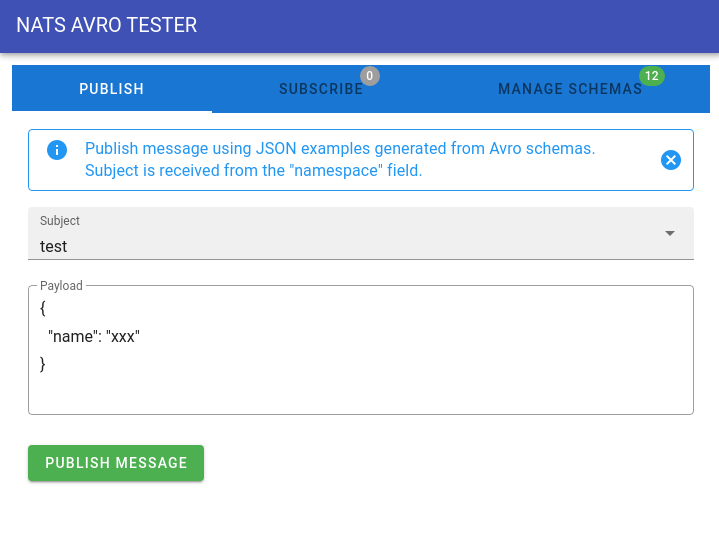 NATS AVRO TESTER
PUBLISH
SUBSCRIBE
0
MANAGE SCHEMAS
12
Publish message using JSON examples generated from Avro schemas.
Subject is received from the "namespace" field.
Subject
test
Payload
{
"name": "xxx"
}
PUBLISH MESSAGE